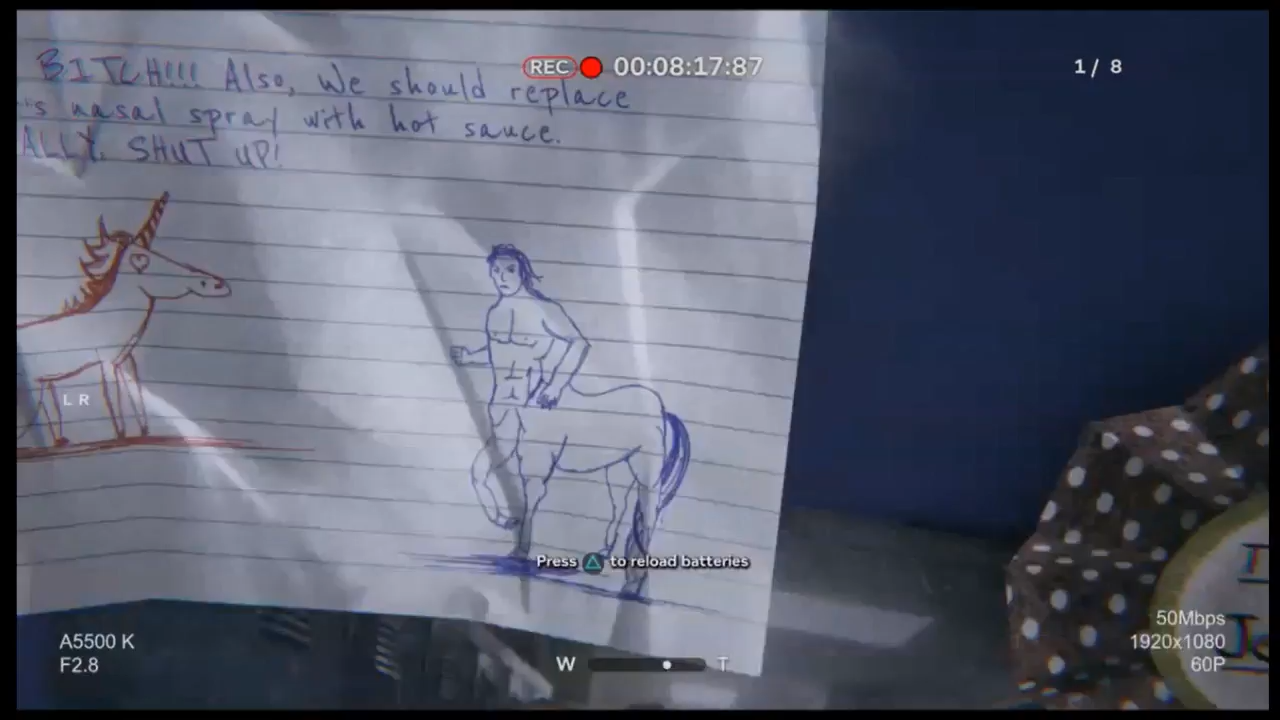 REC 00:08:17:87
1 / 8
BITCH!!! Also, We should replace
's nasal spray with hot sauce.
ALLY. SHUT UP!
L R
Press △ to reload batteries
A5500 K
F2.8
W T
50Mbps
1920x1080
60P